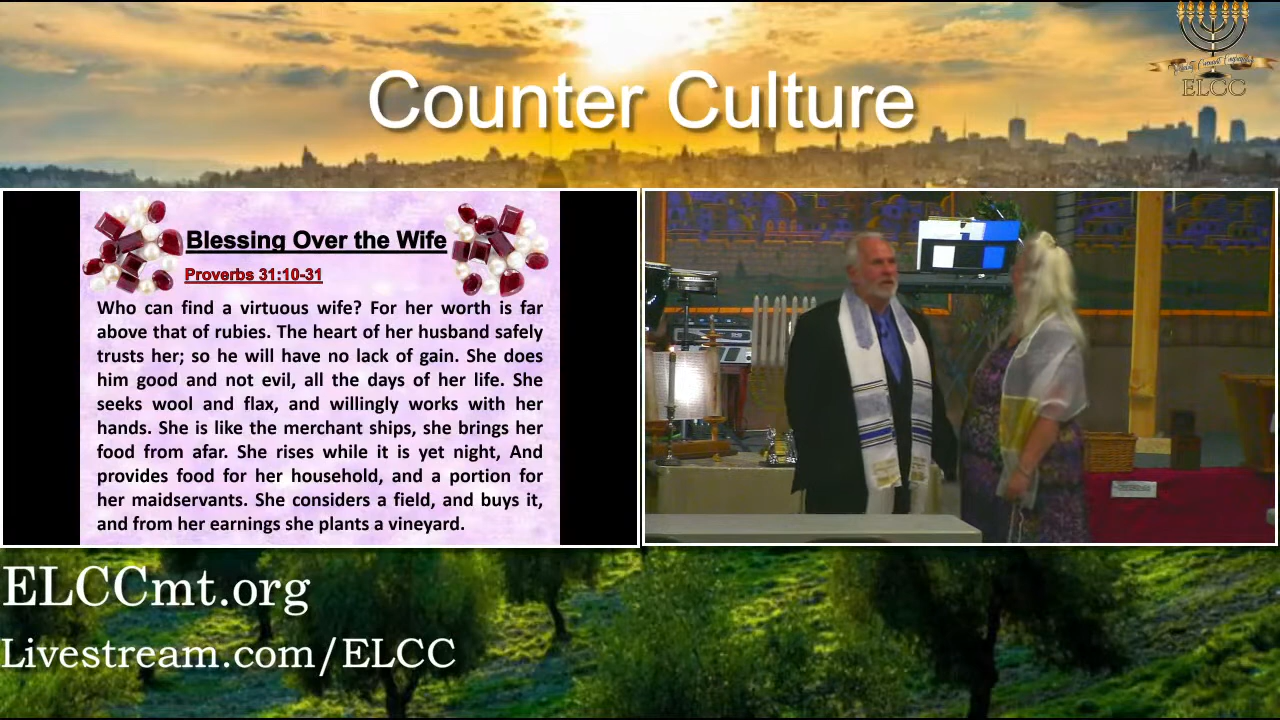 Counter Culture
ELCC
Blessing Over the Wife
Proverbs 31:10-31
Who can find a virtuous wife? For her worth is far
above that of rubies. The heart of her husband safely
trusts her; so he will have no lack of gain. She does
him good and not evil, all the days of her life. She
seeks wool and flax, and willingly works with her
hands. She is like the merchant ships, she brings her
food from afar. She rises while it is yet night, And
provides food for her household, and a portion for
her maidservants. She considers a field, and buys it,
and from her earnings she plants a vineyard.
ELCCmt.org
Livestream.com/ELCC